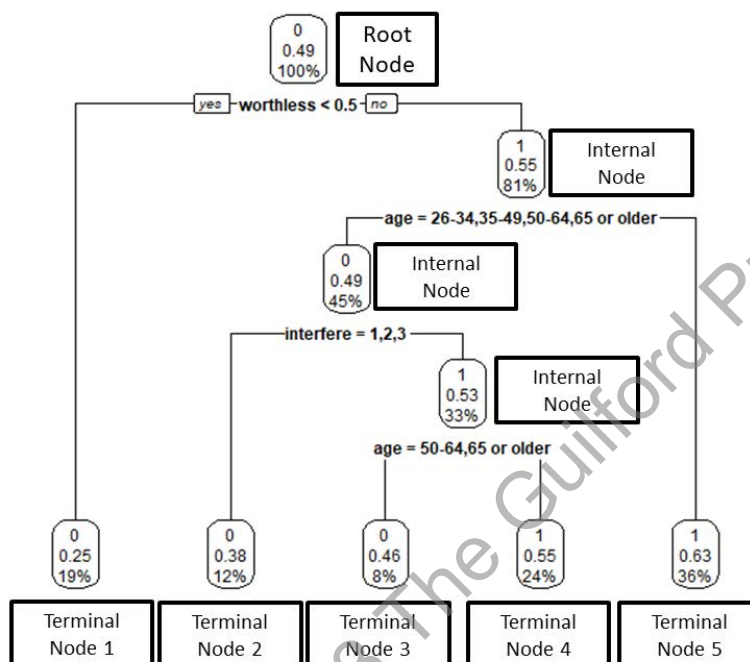 0
0.49
100%
Root
Node
yes worthless < 0.5 no
1
0.55
81%
Internal
Node
age = 26-34,35-49,50-64,65 or older
0
0.49
45%
Internal
Node
interfere = 1,2,3
1
0.53
33%
Internal
Node
age = 50-64,65 or older
0
0.25
19%
0
0.38
12%
0
0.46
8%
1
0.55
24%
1
0.63
36%
Terminal
Node 1
Terminal
Node 2
Terminal
Node 3
Terminal
Node 4
Terminal
Node 5
The Guilford